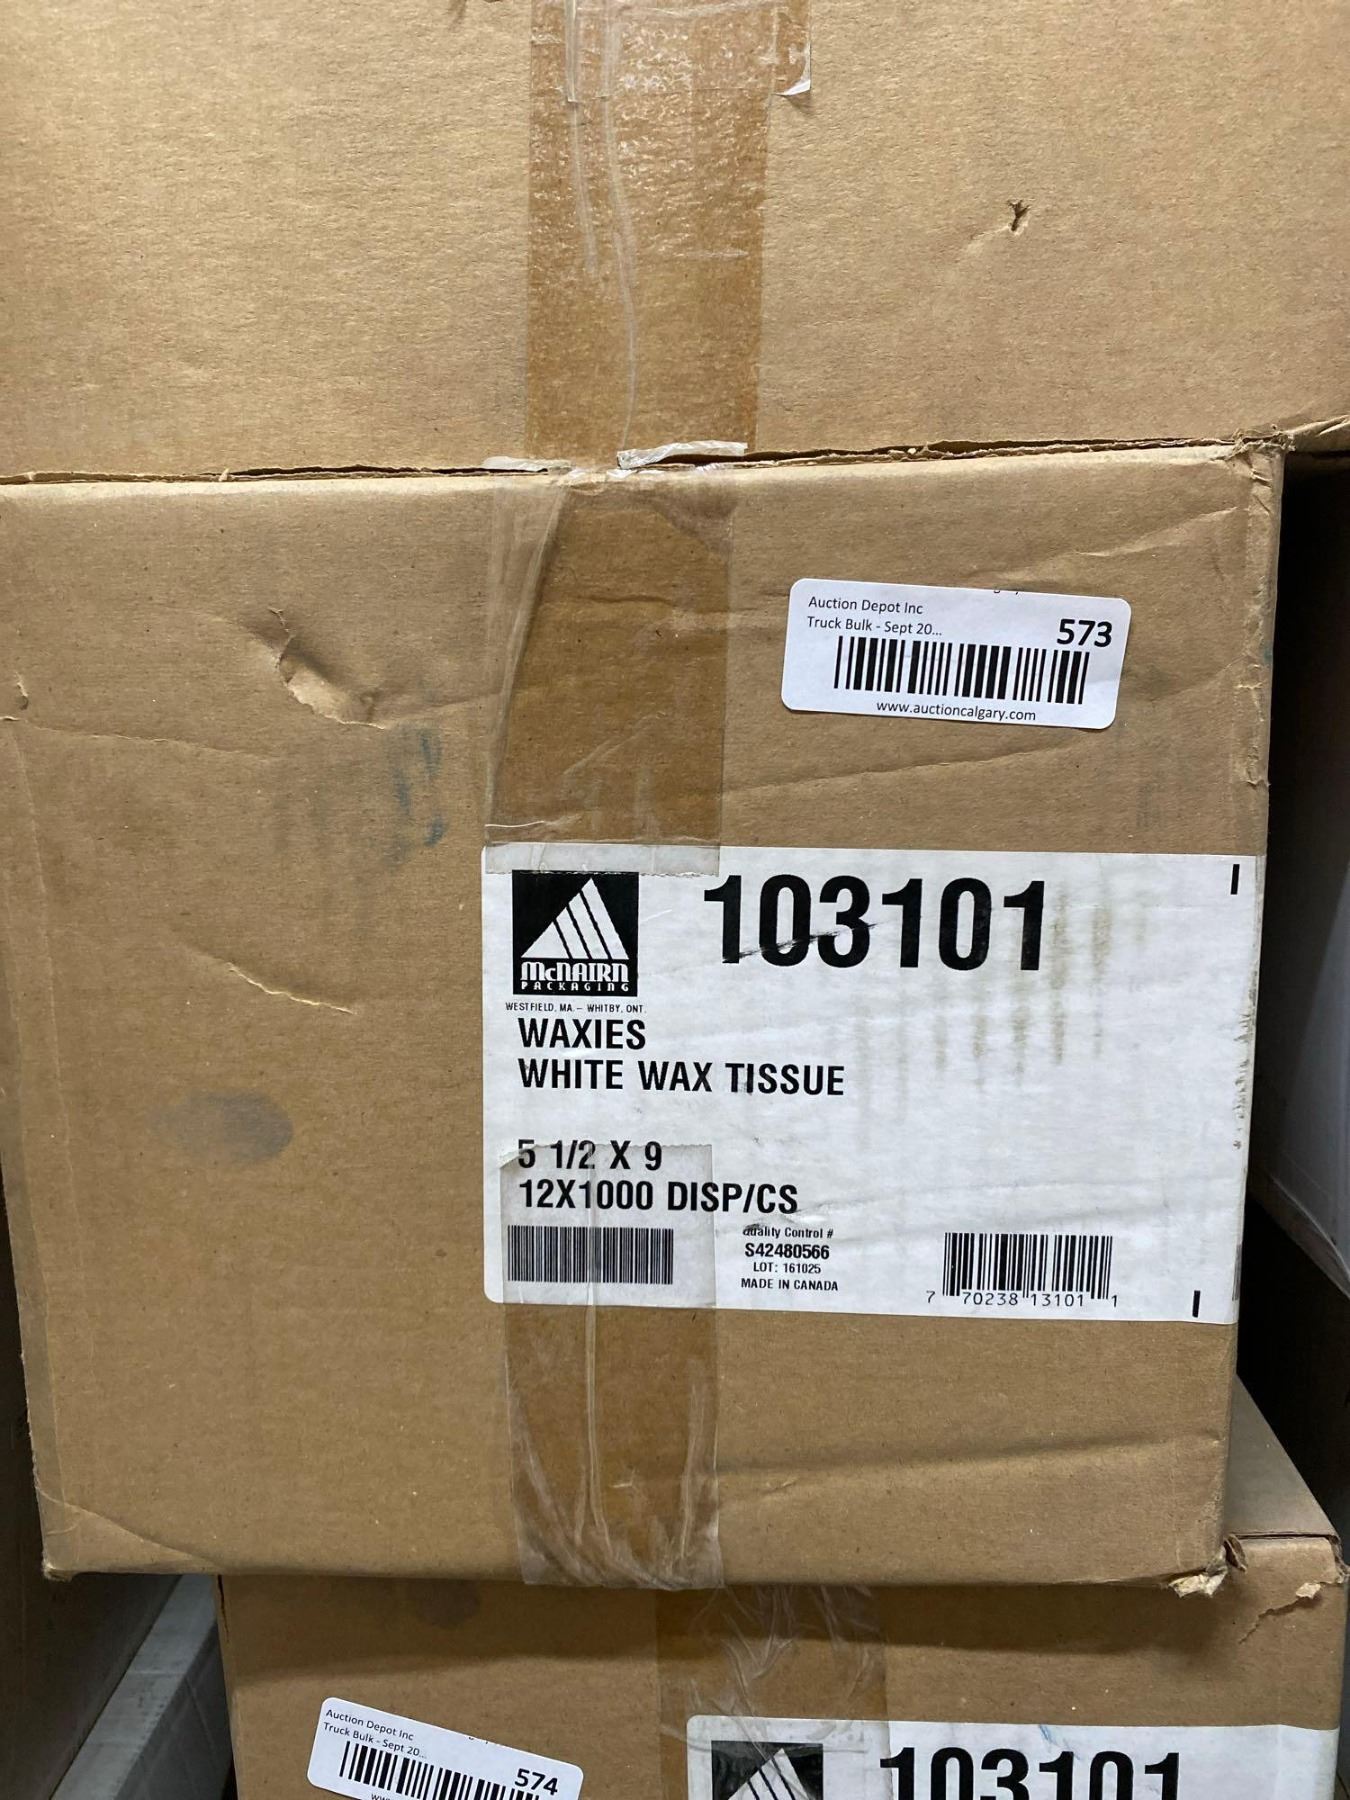 Auction Depot Inc
Truck Bulk - Sept 20...
573
www.auctioncalgary.com
McNAIRN
PACKAGING
103101
WESTFIELD, MA. – WHITBY, ONT.
WAXIES
WHITE WAX TISSUE
5 1/2 X 9
12X1000 DISP/CS
Quality Control #
S42480566
LOT: 161025
MADE IN CANADA
7 70238 13101 1
Auction Depot Inc
Truck Bulk - Sept 20...
574
103101